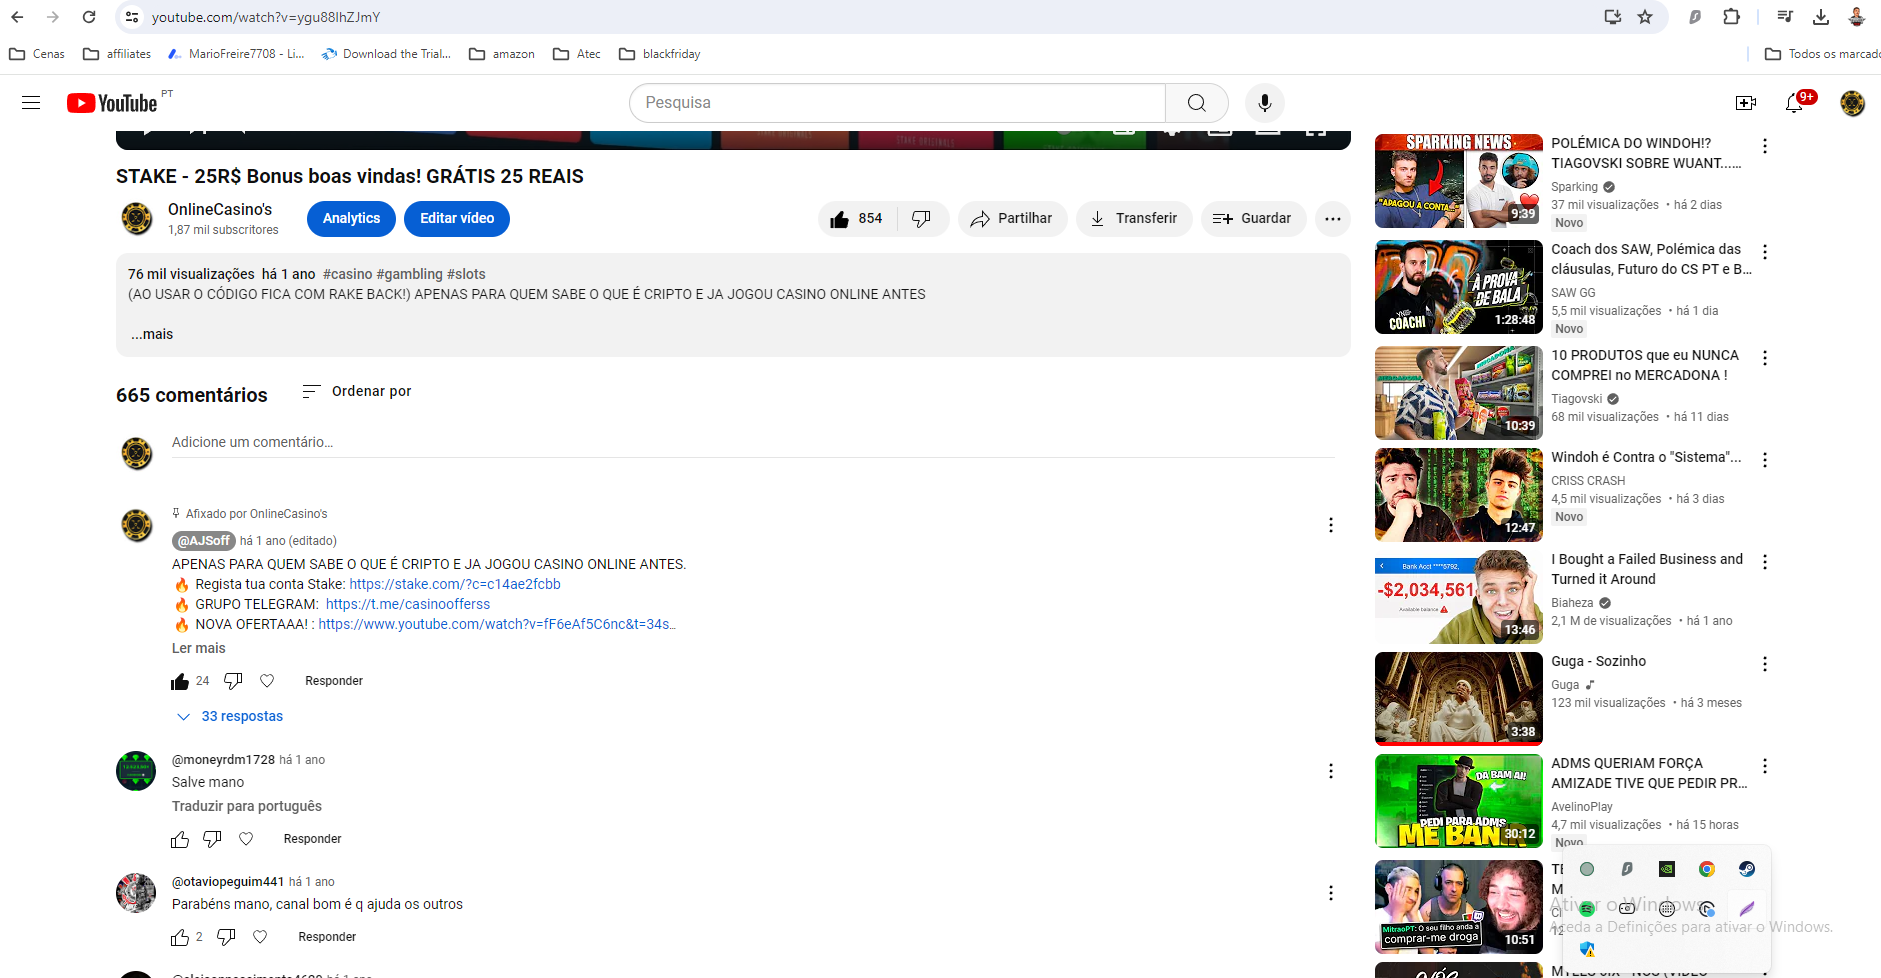 youtube.com/watch?v=ygu88lhZJmY
Cenas
affiliates
MarioFreire7708 - Li...
Download the Trial...
amazon
Atec
blackfriday
Todos os marcado
YouTube PT
Pesquisa
9+
STAKE - 25R$ Bonus boas vindas! GRÁTIS 25 REAIS
OnlineCasino's
1,87 mil subscritores
Analytics
Editar vídeo
854
Partilhar
Transferir
Guardar
76 mil visualizações há 1 ano #casino #gambling #slots
(AO USAR O CÓDIGO FICA COM RAKE BACK!) APENAS PARA QUEM SABE O QUE É CRIPTO E JA JOGOU CASINO ONLINE ANTES
...mais
665 comentários
Ordenar por
Adicione um comentário...
Afixado por OnlineCasino's
@AJSoff há 1 ano (editado)
APENAS PARA QUEM SABE O QUE É CRIPTO E JA JOGOU CASINO ONLINE ANTES.
🔥 Regista tua conta Stake: https://stake.com/?c=c14ae2fcbb
🔥 GRUPO TELEGRAM: https://t.me/casinoofferss
🔥 NOVA OFERTAAA! : https://www.youtube.com/watch?v=fF6eAf5C6nc&t=34s...
Ler mais
24
Responder
33 respostas
@moneyrdm1728 há 1 ano
Salve mano
Traduzir para português
Responder
@otaviopeguim441 há 1 ano
Parabéns mano, canal bom é q ajuda os outros
2
Responder
SPARKING NEWS
"APAGOU A CONTA..."
9:39
POLÉMICA DO WINDOH!?
TIAGOVSKI SOBRE WUANT...…
Sparking
37 mil visualizações • há 2 dias
Novo
À PROVA
DE BALA
COACH!
1:28:48
Coach dos SAW, Polémica das
cláusulas, Futuro do CS PT e B...
SAW GG
5,5 mil visualizações • há 1 dia
Novo
10:39
10 PRODUTOS que eu NUNCA
COMPREI no MERCADONA !
Tiagovski
68 mil visualizações • há 11 dias
12:47
Windoh é Contra o "Sistema"...
CRISS CRASH
4,5 mil visualizações • há 3 dias
Novo
Bank Acct ****5792,
-$2,034,561
Available balance
13:46
I Bought a Failed Business and
Turned it Around
Biaheza
2,1 M de visualizações • há 1 ano
3:38
Guga - Sozinho
Guga
123 mil visualizações • há 3 meses
DA BAM AI!
PEDI PARA ADMS
ME BANIR
30:12
ADMS QUERIAM FORÇA
AMIZADE TIVE QUE PEDIR PR...
AvelinoPlay
4,7 mil visualizações • há 15 horas
Novo
MitraoPT: O seu filho anda a
comprar-me droga
10:51
Ativar o Windows
Aceda a Definições para ativar o Windows.